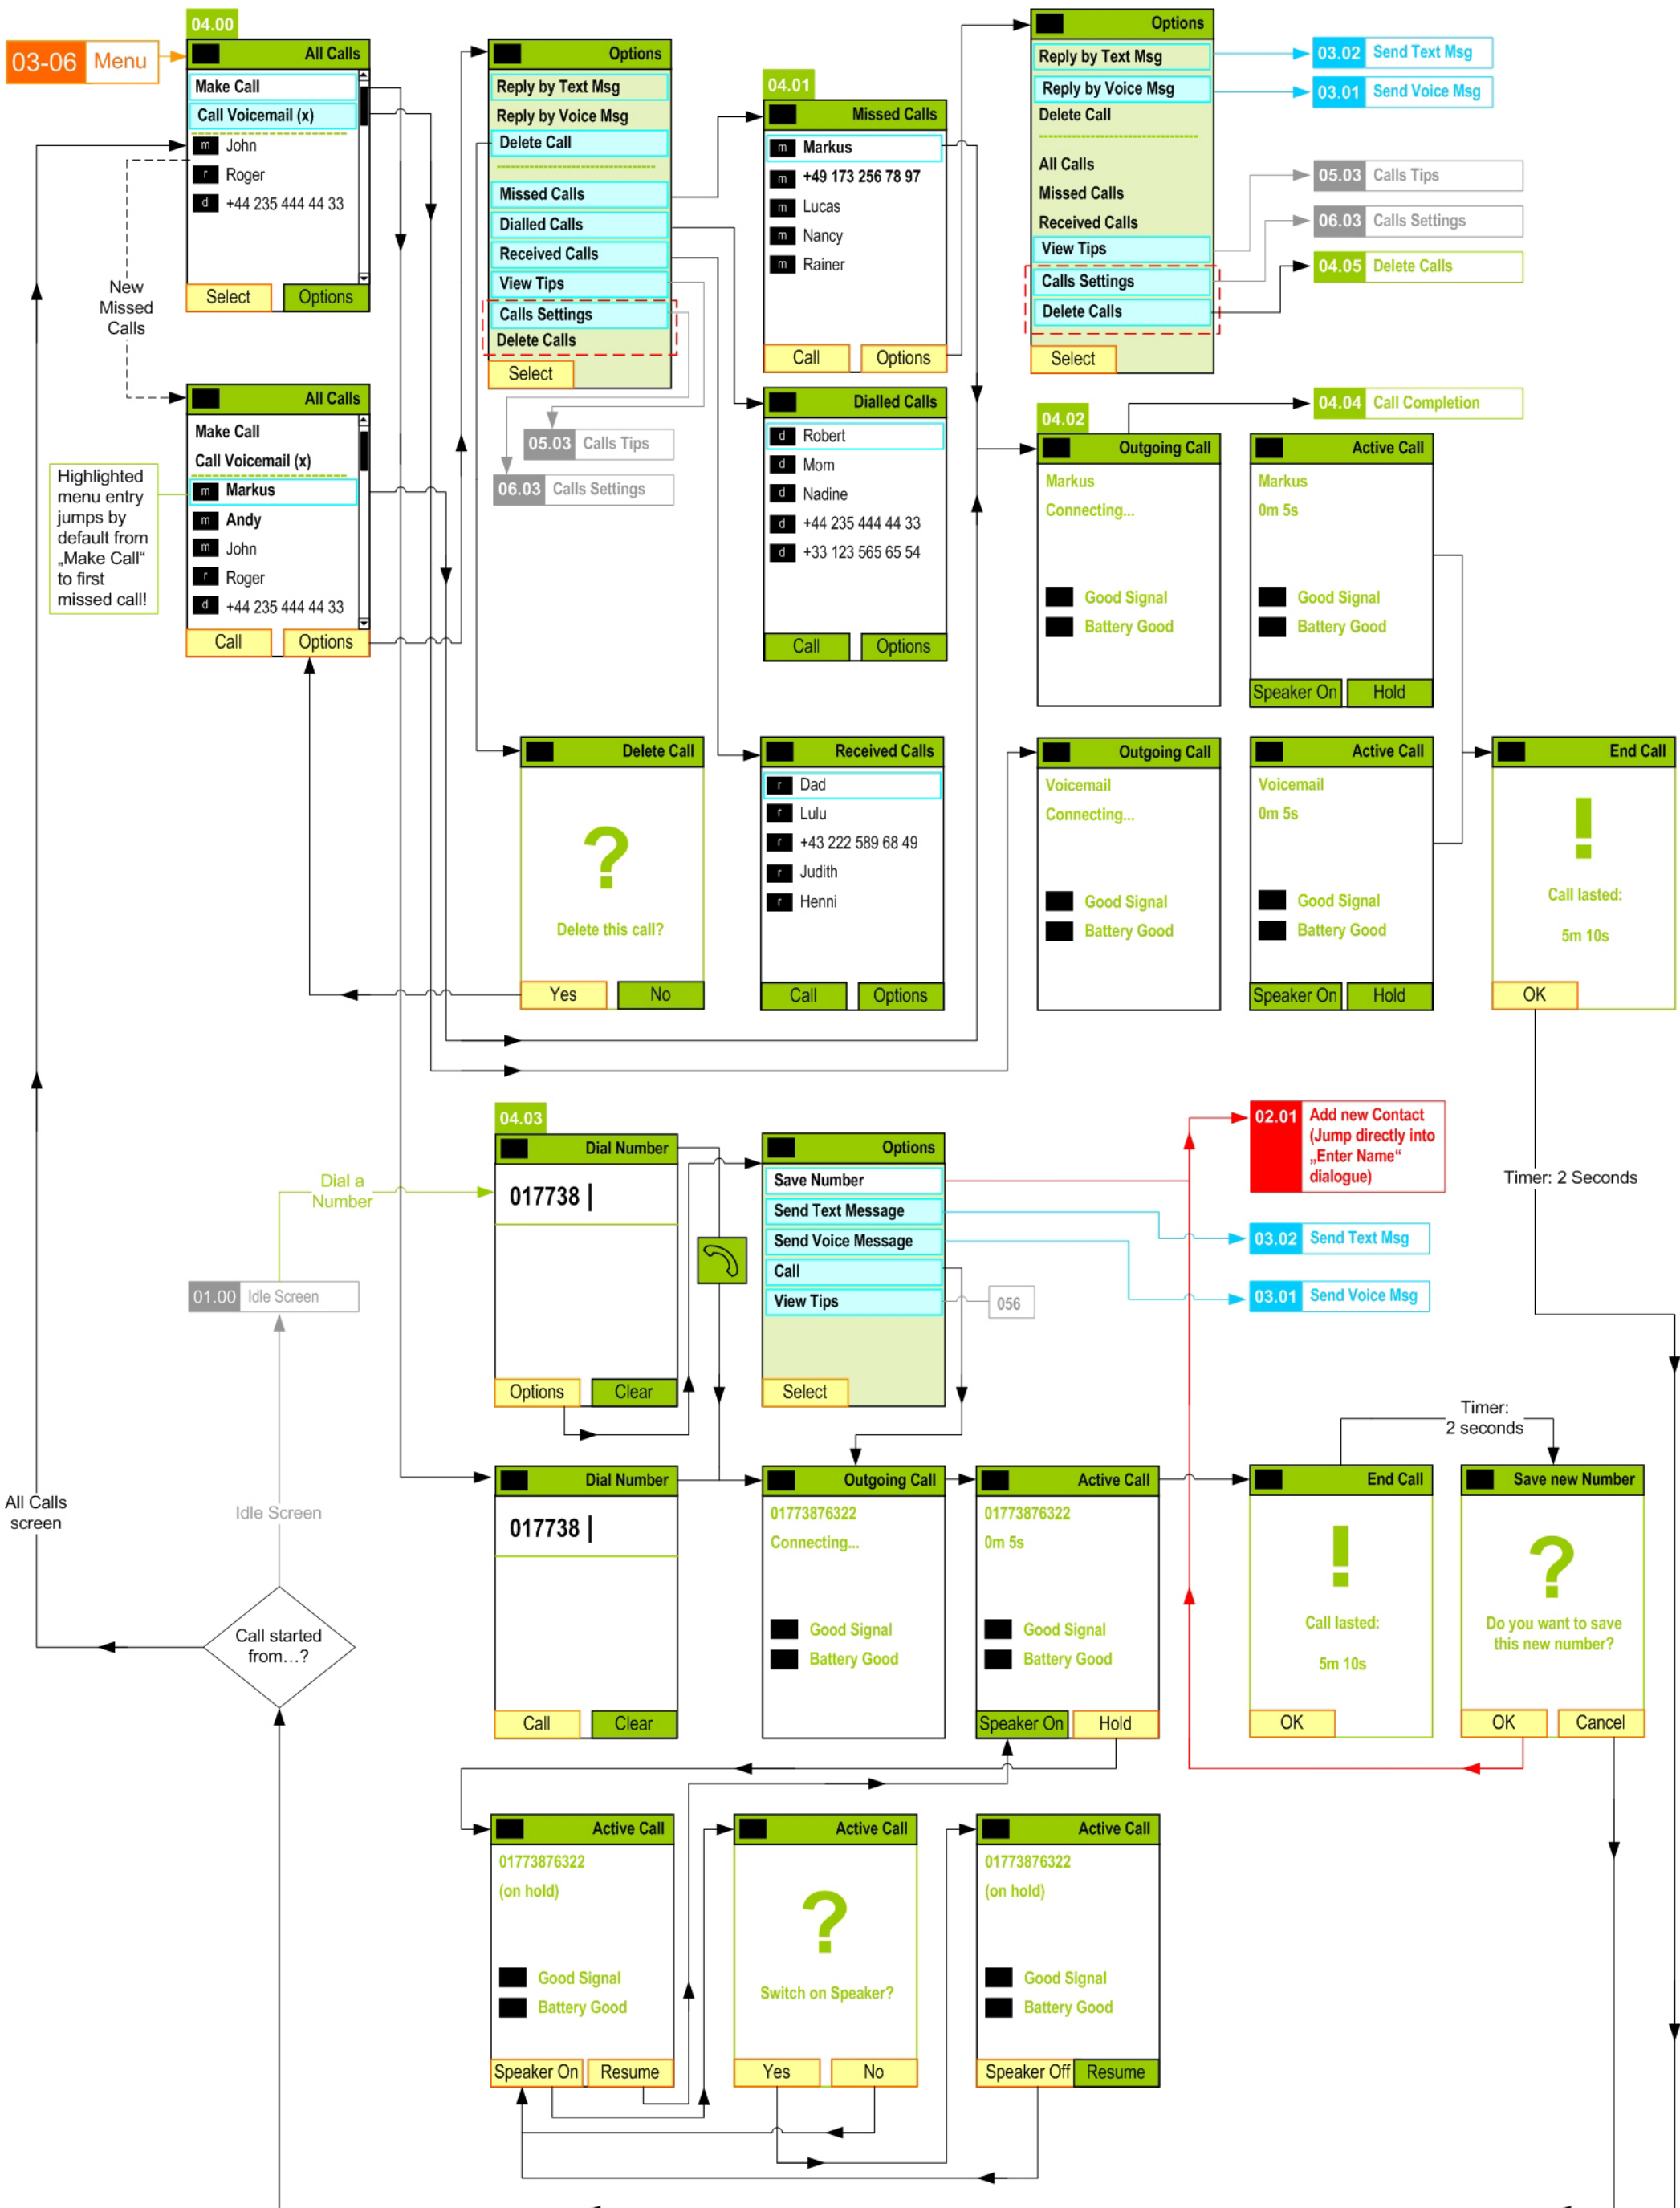 04.00
03-06 Menu
All Calls
Make Call
Call Voicemail (x)
m John
r Roger
d +44 235 444 44 33
Select Options
New
Missed
Calls
All Calls
Make Call
Call Voicemail (x)
m Markus
m Andy
m John
r Roger
d +44 235 444 44 33
Call Options
Highlighted
menu entry
jumps by
default from
„Make Call“
to first
missed call!
Options
Reply by Text Msg
Reply by Voice Msg
Delete Call
Missed Calls
Dialled Calls
Received Calls
View Tips
Calls Settings
Delete Calls
Select
05.03 Calls Tips
06.03 Calls Settings
04.01
Missed Calls
m Markus
m +49 173 256 78 97
m Lucas
m Nancy
m Rainer
Call Options
Options
Reply by Text Msg
Reply by Voice Msg
Delete Call
All Calls
Missed Calls
Received Calls
View Tips
Calls Settings
Delete Calls
Select
03.02 Send Text Msg
03.01 Send Voice Msg
05.03 Calls Tips
06.03 Calls Settings
04.05 Delete Calls
Dialled Calls
d Robert
d Mom
d Nadine
d +44 235 444 44 33
d +33 123 565 65 54
Call Options
04.02
04.04 Call Completion
Outgoing Call
Markus
Connecting...
Good Signal
Battery Good
Active Call
Markus
0m 5s
Good Signal
Battery Good
Speaker On Hold
Delete Call
?
Delete this call?
Yes No
Received Calls
r Dad
r Lulu
r +43 222 589 68 49
r Judith
r Henni
Call Options
Outgoing Call
Voicemail
Connecting...
Good Signal
Battery Good
Active Call
Voicemail
0m 5s
Good Signal
Battery Good
Speaker On Hold
End Call
!
Call lasted:
5m 10s
OK
Timer: 2 Seconds
04.03
Dial Number
017738 |
Options Clear
Dial a
Number
01.00 Idle Screen
Options
Save Number
Send Text Message
Send Voice Message
Call
View Tips
Select
056
02.01 Add new Contact
(Jump directly into
„Enter Name“
dialogue)
03.02 Send Text Msg
03.01 Send Voice Msg
Timer:
2 seconds
All Calls
screen
Idle Screen
Call started
from...?
Dial Number
017738 |
Call Clear
Outgoing Call
01773876322
Connecting...
Good Signal
Battery Good
Active Call
01773876322
0m 5s
Good Signal
Battery Good
Speaker On Hold
End Call
!
Call lasted:
5m 10s
OK
Save new Number
?
Do you want to save
this new number?
OK Cancel
Active Call
01773876322
(on hold)
Good Signal
Battery Good
Speaker On Resume
Active Call
?
Switch on Speaker?
Yes No
Active Call
01773876322
(on hold)
Good Signal
Battery Good
Speaker Off Resume